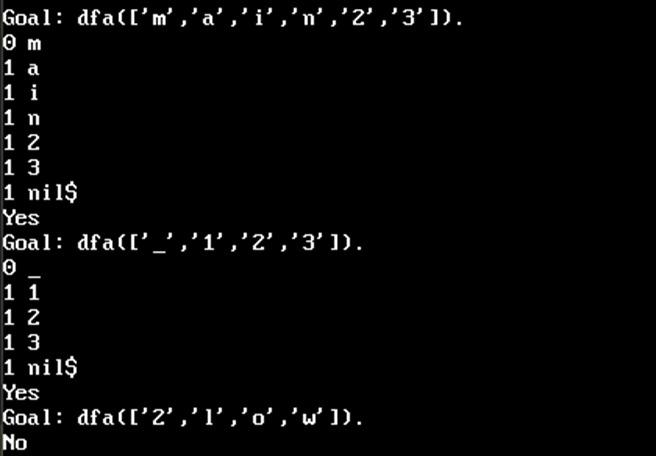 Goal: dfa(['m','a','i','n','2','3']).
0 m
1 a
1 i
1 n
1 2
1 3
1 nil$
Yes
Goal: dfa(['_','1','2','3']).
0 _
1 1
1 2
1 3
1 nil$
Yes
Goal: dfa(['2','l','o','w']).
No